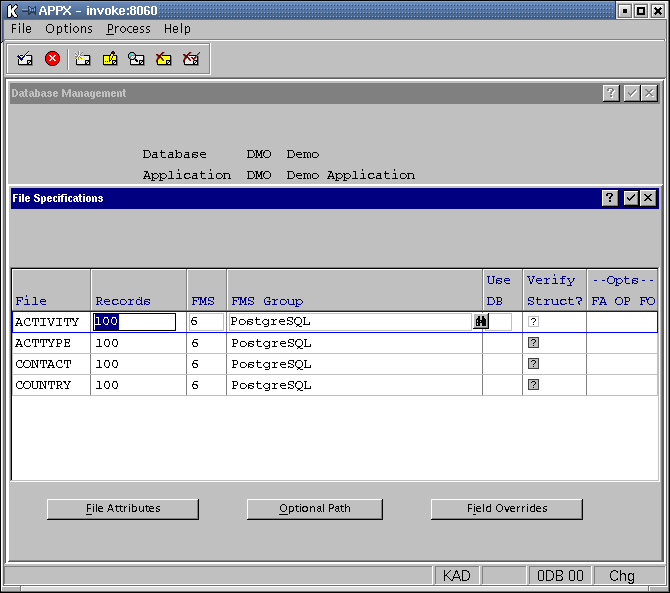 K APPX - invoke:8060
File Options Process Help
Database Management ?
Database DMO Demo
Application DMO Demo Application
File Specifications ?
Use Verify --Opts--
File Records FMS FMS Group DB Struct? FA OP FO
ACTIVITY 100 6 PostgreSQL ?
ACTTYPE 100 6 PostgreSQL ?
CONTACT 100 6 PostgreSQL ?
COUNTRY 100 6 PostgreSQL ?
File Attributes Optional Path Field Overrides
KAD 0DB 00 Chg